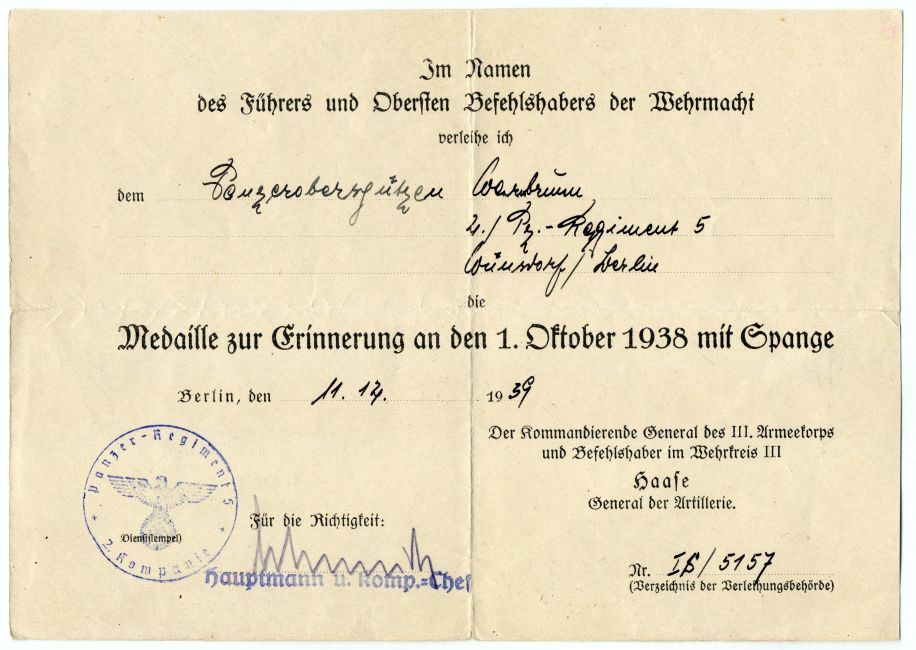 Im Namen
des Führers und Obersten Befehlshabers der Wehrmacht
verleihe ich
dem Panzeroberschützen Warnbrunn
2./ Pz.-Regiment 5
Wünsdorf / Berlin
die
Medaille zur Erinnerung an den 1. Oktober 1938 mit Spange
Berlin, den 11. 12. 1939
Der Kommandierende General des III. Armeekorps
und Befehlshaber im Wehrkreis III
Haase
General der Artillerie.
Panzer-Regiment 5
2. Kompanie
(Dienststempel)
Für die Richtigkeit:
Hauptmann u. Komp.=Chef
Nr. /5157
(Verzeichnis der Verleihungsbehörde)